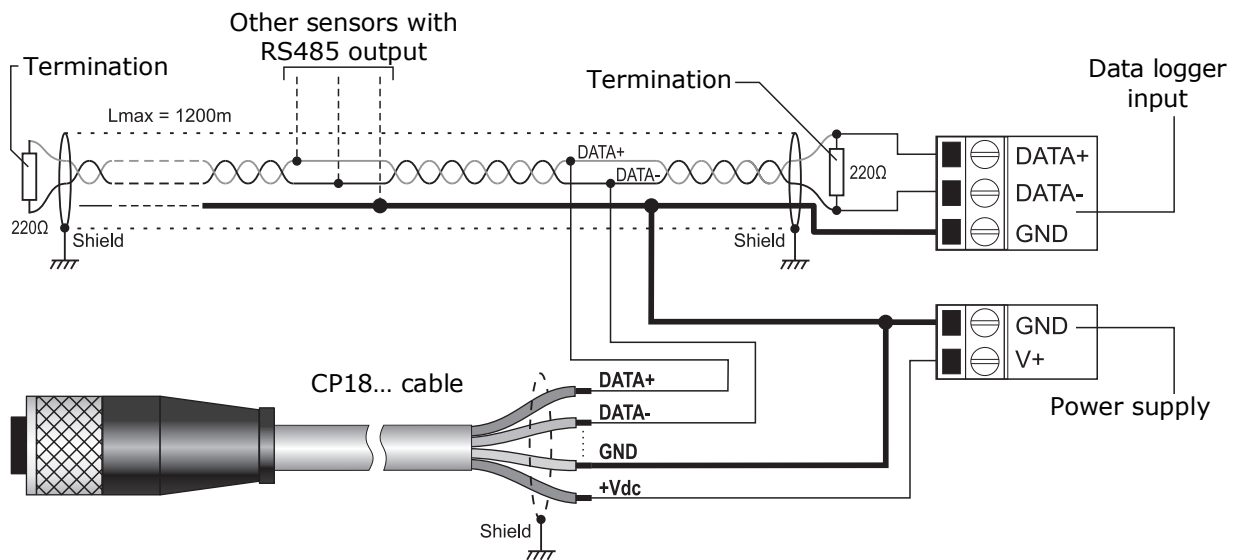 Other sensors with
RS485 output
Termination
Termination
Data logger
input
Lmax = 1200m
DATA+
DATA-
220Ω
220Ω
Shield
Shield
DATA+
DATA-
GND
GND
V+
Power supply
CP18... cable
DATA+
DATA-
GND
+Vdc
Shield